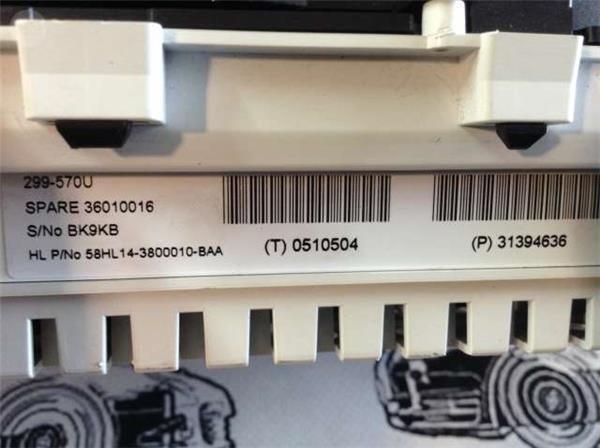 299-570U
SPARE 36010016
S/No BK9KB
HL P/No 58HL14-3800010-BAA
(T) 0510504
(P) 31394636